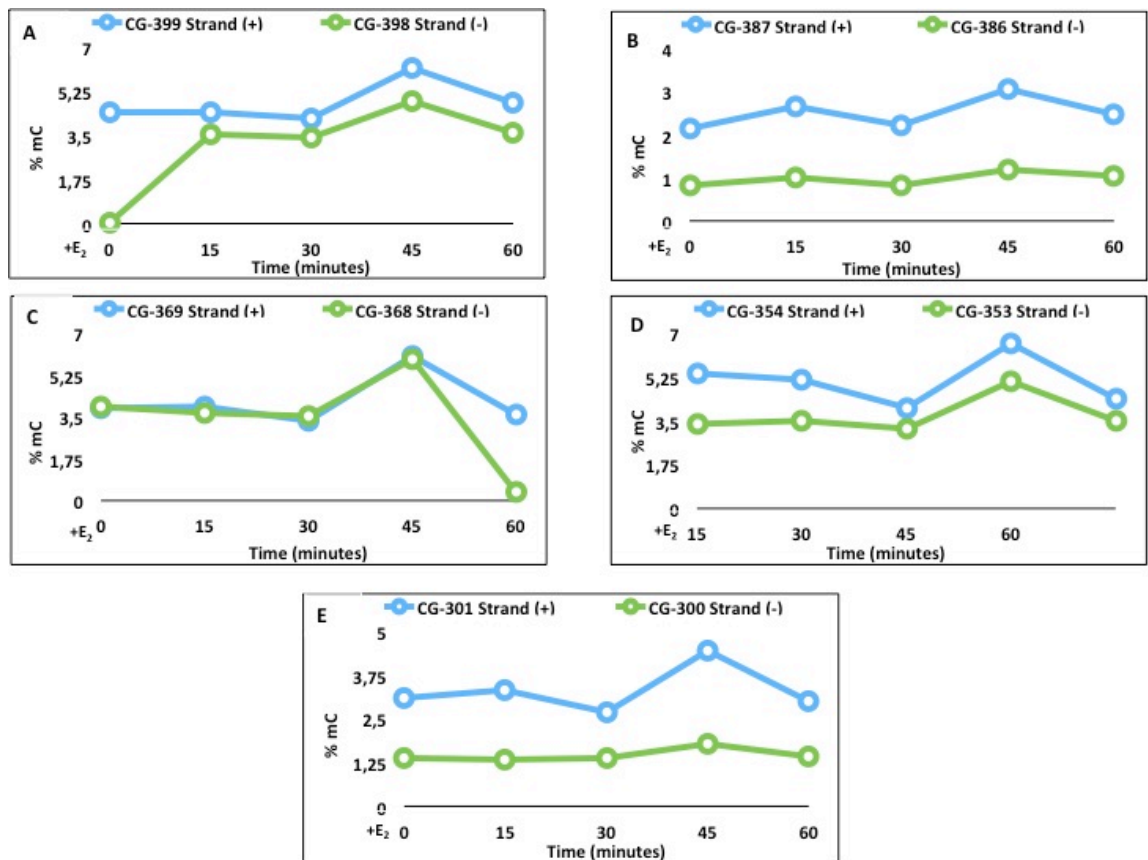 A
CG-399 Strand (+) CG-398 Strand (-)
7
5,25
3,5
1,75
0
% mC
+E2 0 15 30 45 60
Time (minutes)
B
CG-387 Strand (+) CG-386 Strand (-)
4
3
2
1
0
% mC
+E2 0 15 30 45 60
Time (minutes)
C
CG-369 Strand (+) CG-368 Strand (-)
7
5,25
3,5
1,75
0
% mC
+E2 0 15 30 45 60
Time (minutes)
D
CG-354 Strand (+) CG-353 Strand (-)
7
5,25
3,5
1,75
0
% mC
+E2 15 30 45 60
Time (minutes)
E
CG-301 Strand (+) CG-300 Strand (-)
5
3,75
2,5
1,25
0
% mC
+E2 0 15 30 45 60
Time (minutes)